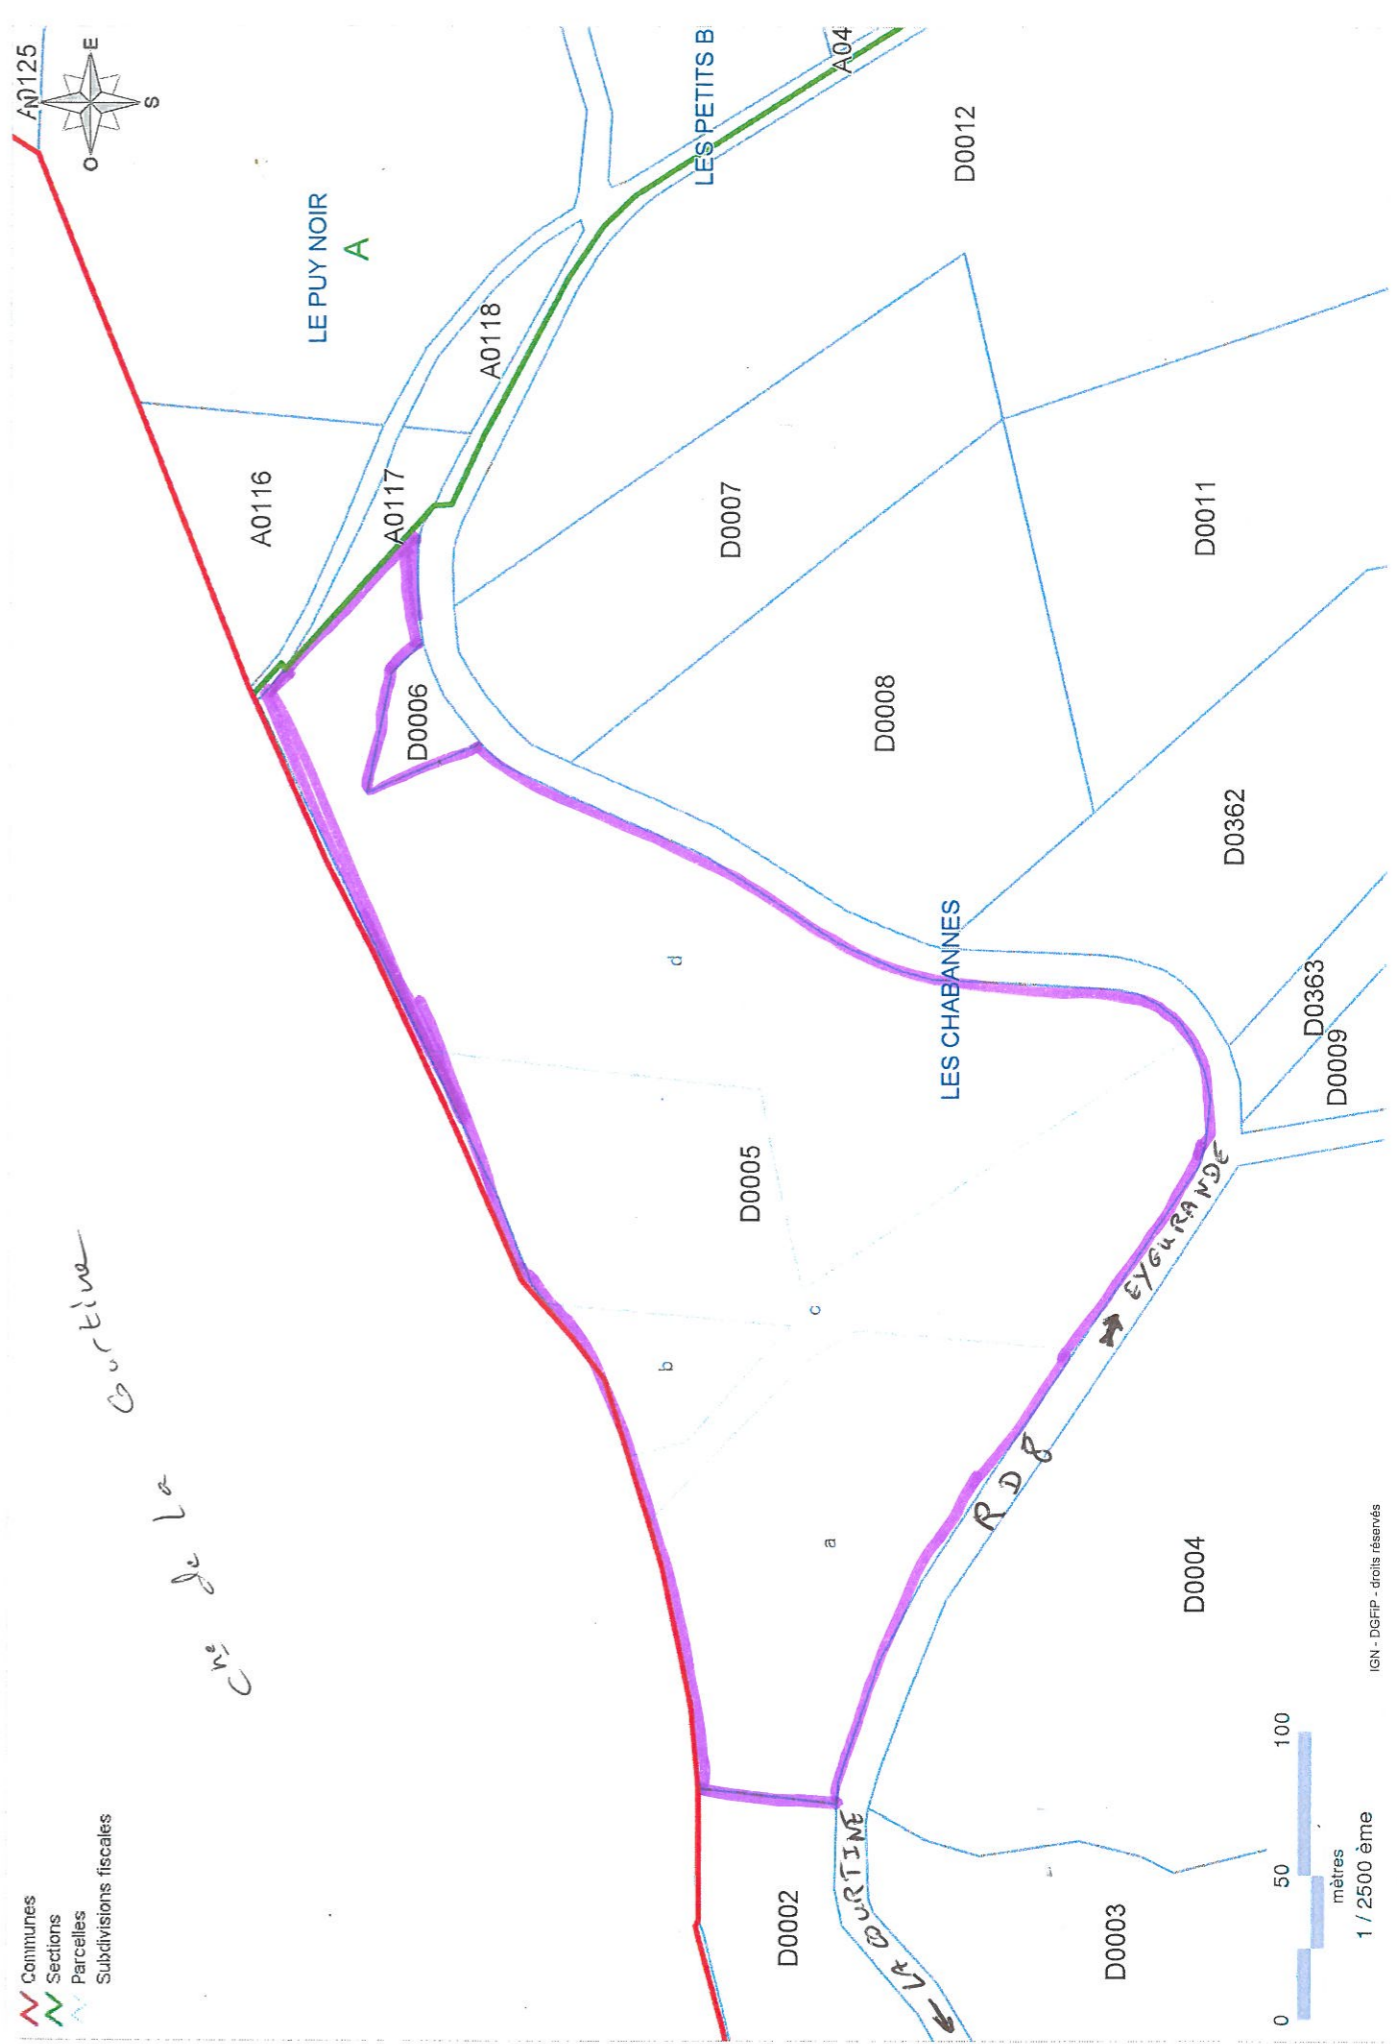 Communes
Sections
Parcelles
Subdivisions fiscales
Cne de La Courtine
A0125
N
E
S
O
LE PUY NOIR
A
A0116
A0117
A0118
LES PETITS B
A04
D0012
D0006
D0007
D0008
D0011
D0362
D0363
D0009
LES CHABANNES
d
D0005
b
c
a
EYGURANDE
R D 8
LA COURTINE
D0002
D0003
D0004
0 50 100
mètres
1 / 2500 ème
IGN - DGFiP - droits réservés